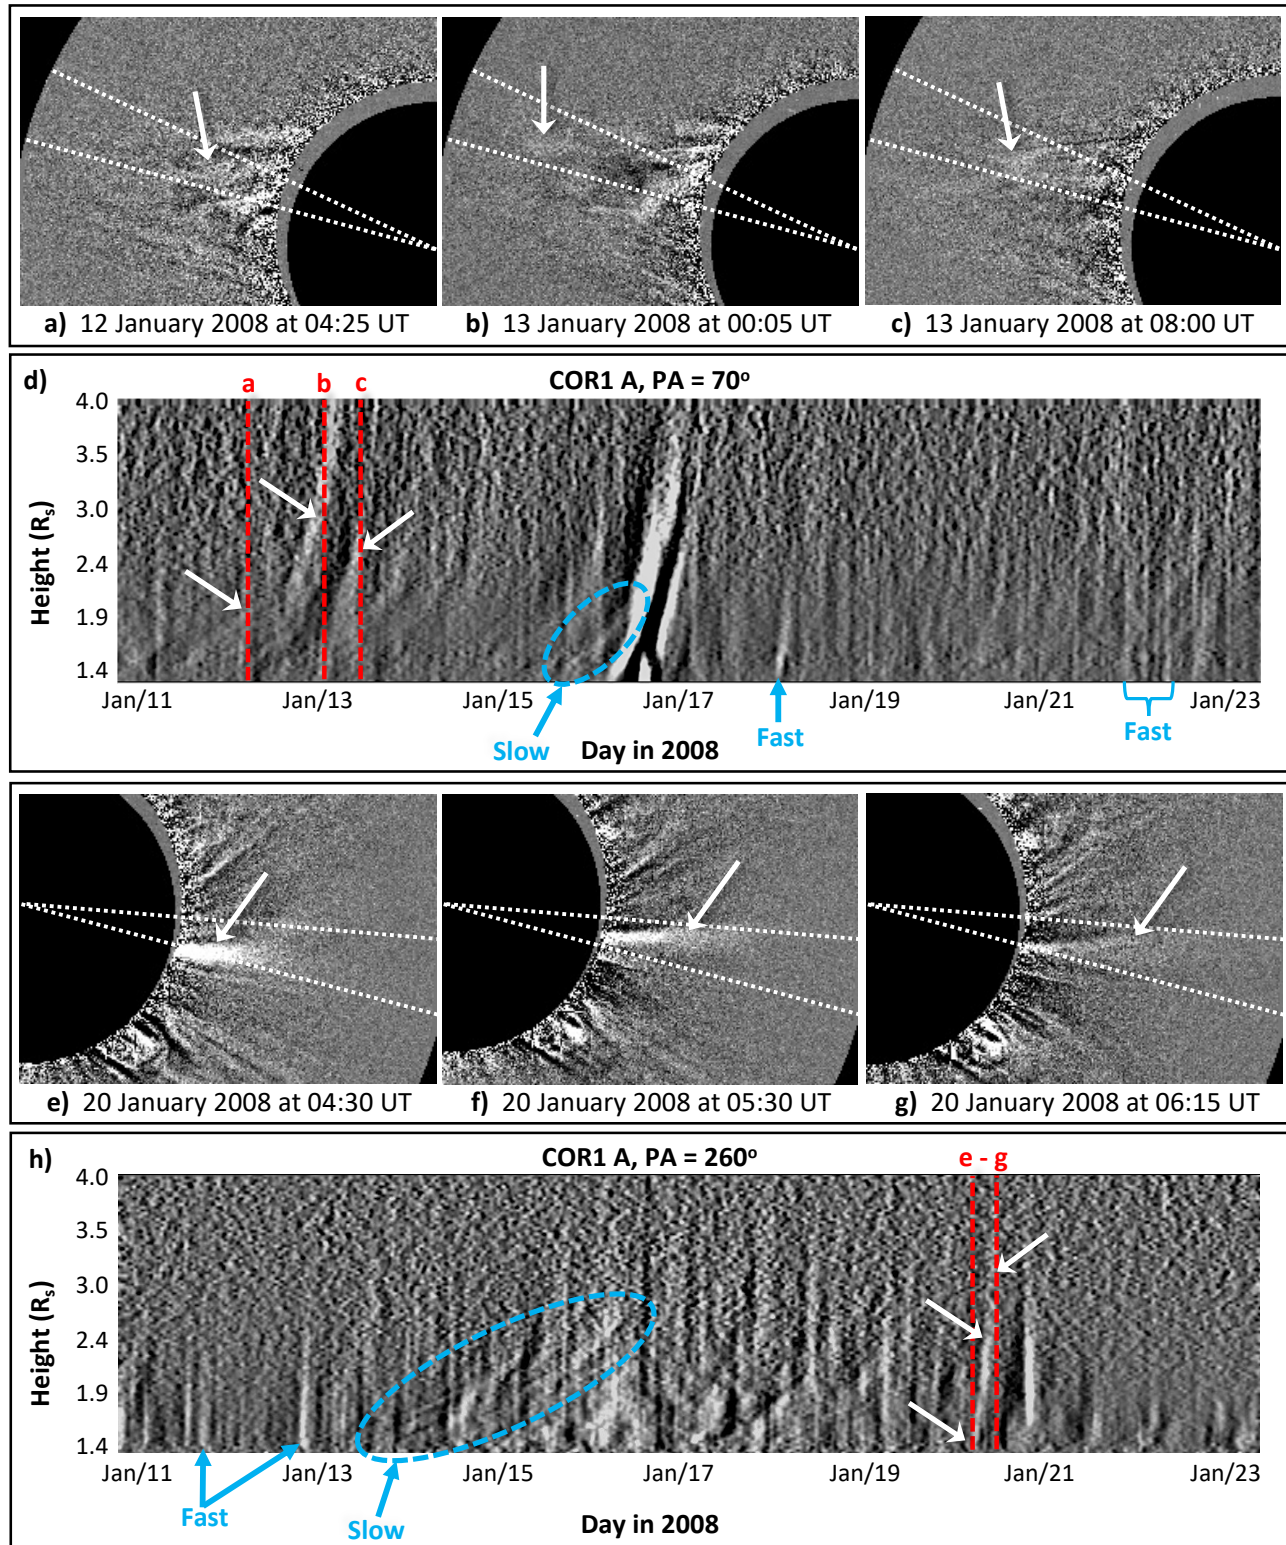 a) 12 January 2008 at 04:25 UT
b) 13 January 2008 at 00:05 UT
c) 13 January 2008 at 08:00 UT
d)
a
b
c
COR1 A, PA = 70°
4.0
3.5
3.0
2.4
1.9
1.4
Height (Rs)
Jan/11
Jan/13
Jan/15
Jan/17
Jan/19
Jan/21
Jan/23
Slow
Fast
Fast
Day in 2008
e) 20 January 2008 at 04:30 UT
f) 20 January 2008 at 05:30 UT
g) 20 January 2008 at 06:15 UT
h)
COR1 A, PA = 260°
e - g
4.0
3.5
3.0
2.4
1.9
1.4
Height (Rs)
Jan/11
Jan/13
Jan/15
Jan/17
Jan/19
Jan/21
Jan/23
Fast
Slow
Day in 2008